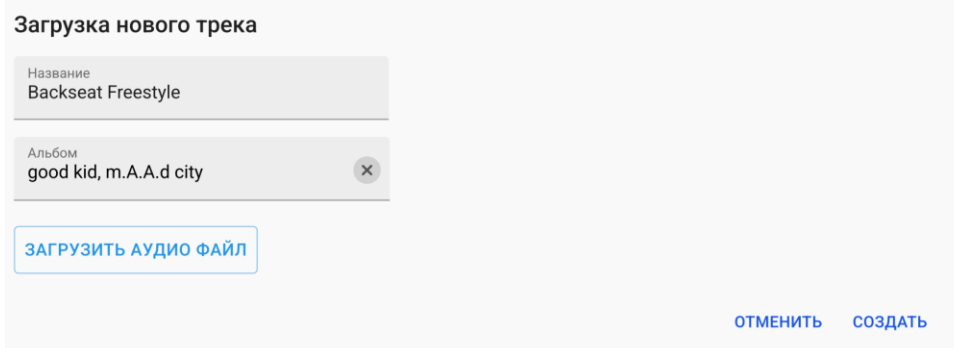 Загрузка нового трека
Название
Backseat Freestyle
Альбом
good kid, m.A.A.d city
ЗАГРУЗИТЬ АУДИО ФАЙЛ
ОТМЕНИТЬ СОЗДАТЬ